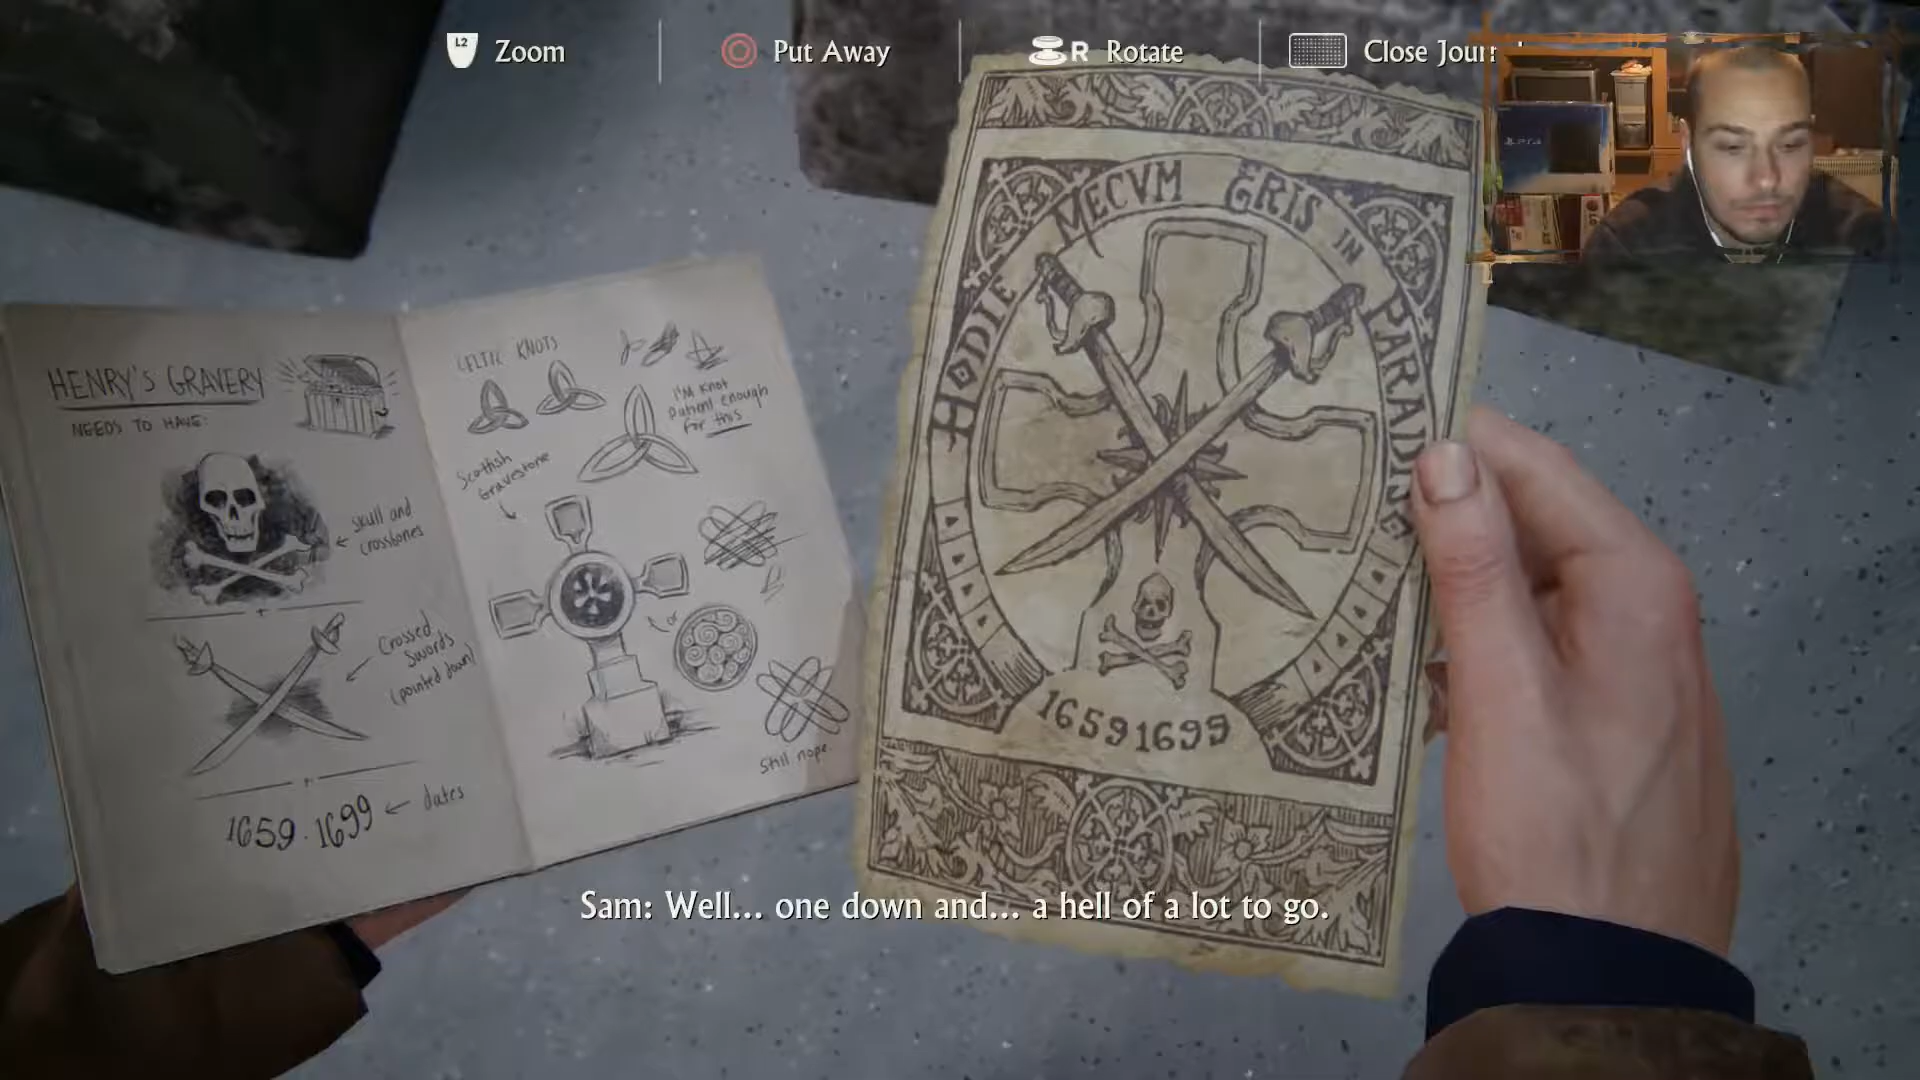 L2 Zoom
Put Away
R Rotate
Close Jour
HENRY'S GRAVERY
NEEDS TO HAVE:
Skull and
crossbones
Crossed
Swords
(pointed down)
1659 · 1699
dates
CELTIC KNOTS
I'M Knot
patient enough
for this
Scottish
Gravestone
or
Still nope.
HODIE MECVM ERIS IN PARADISO
16591699
PS4
Sam: Well... one down and... a hell of a lot to go.